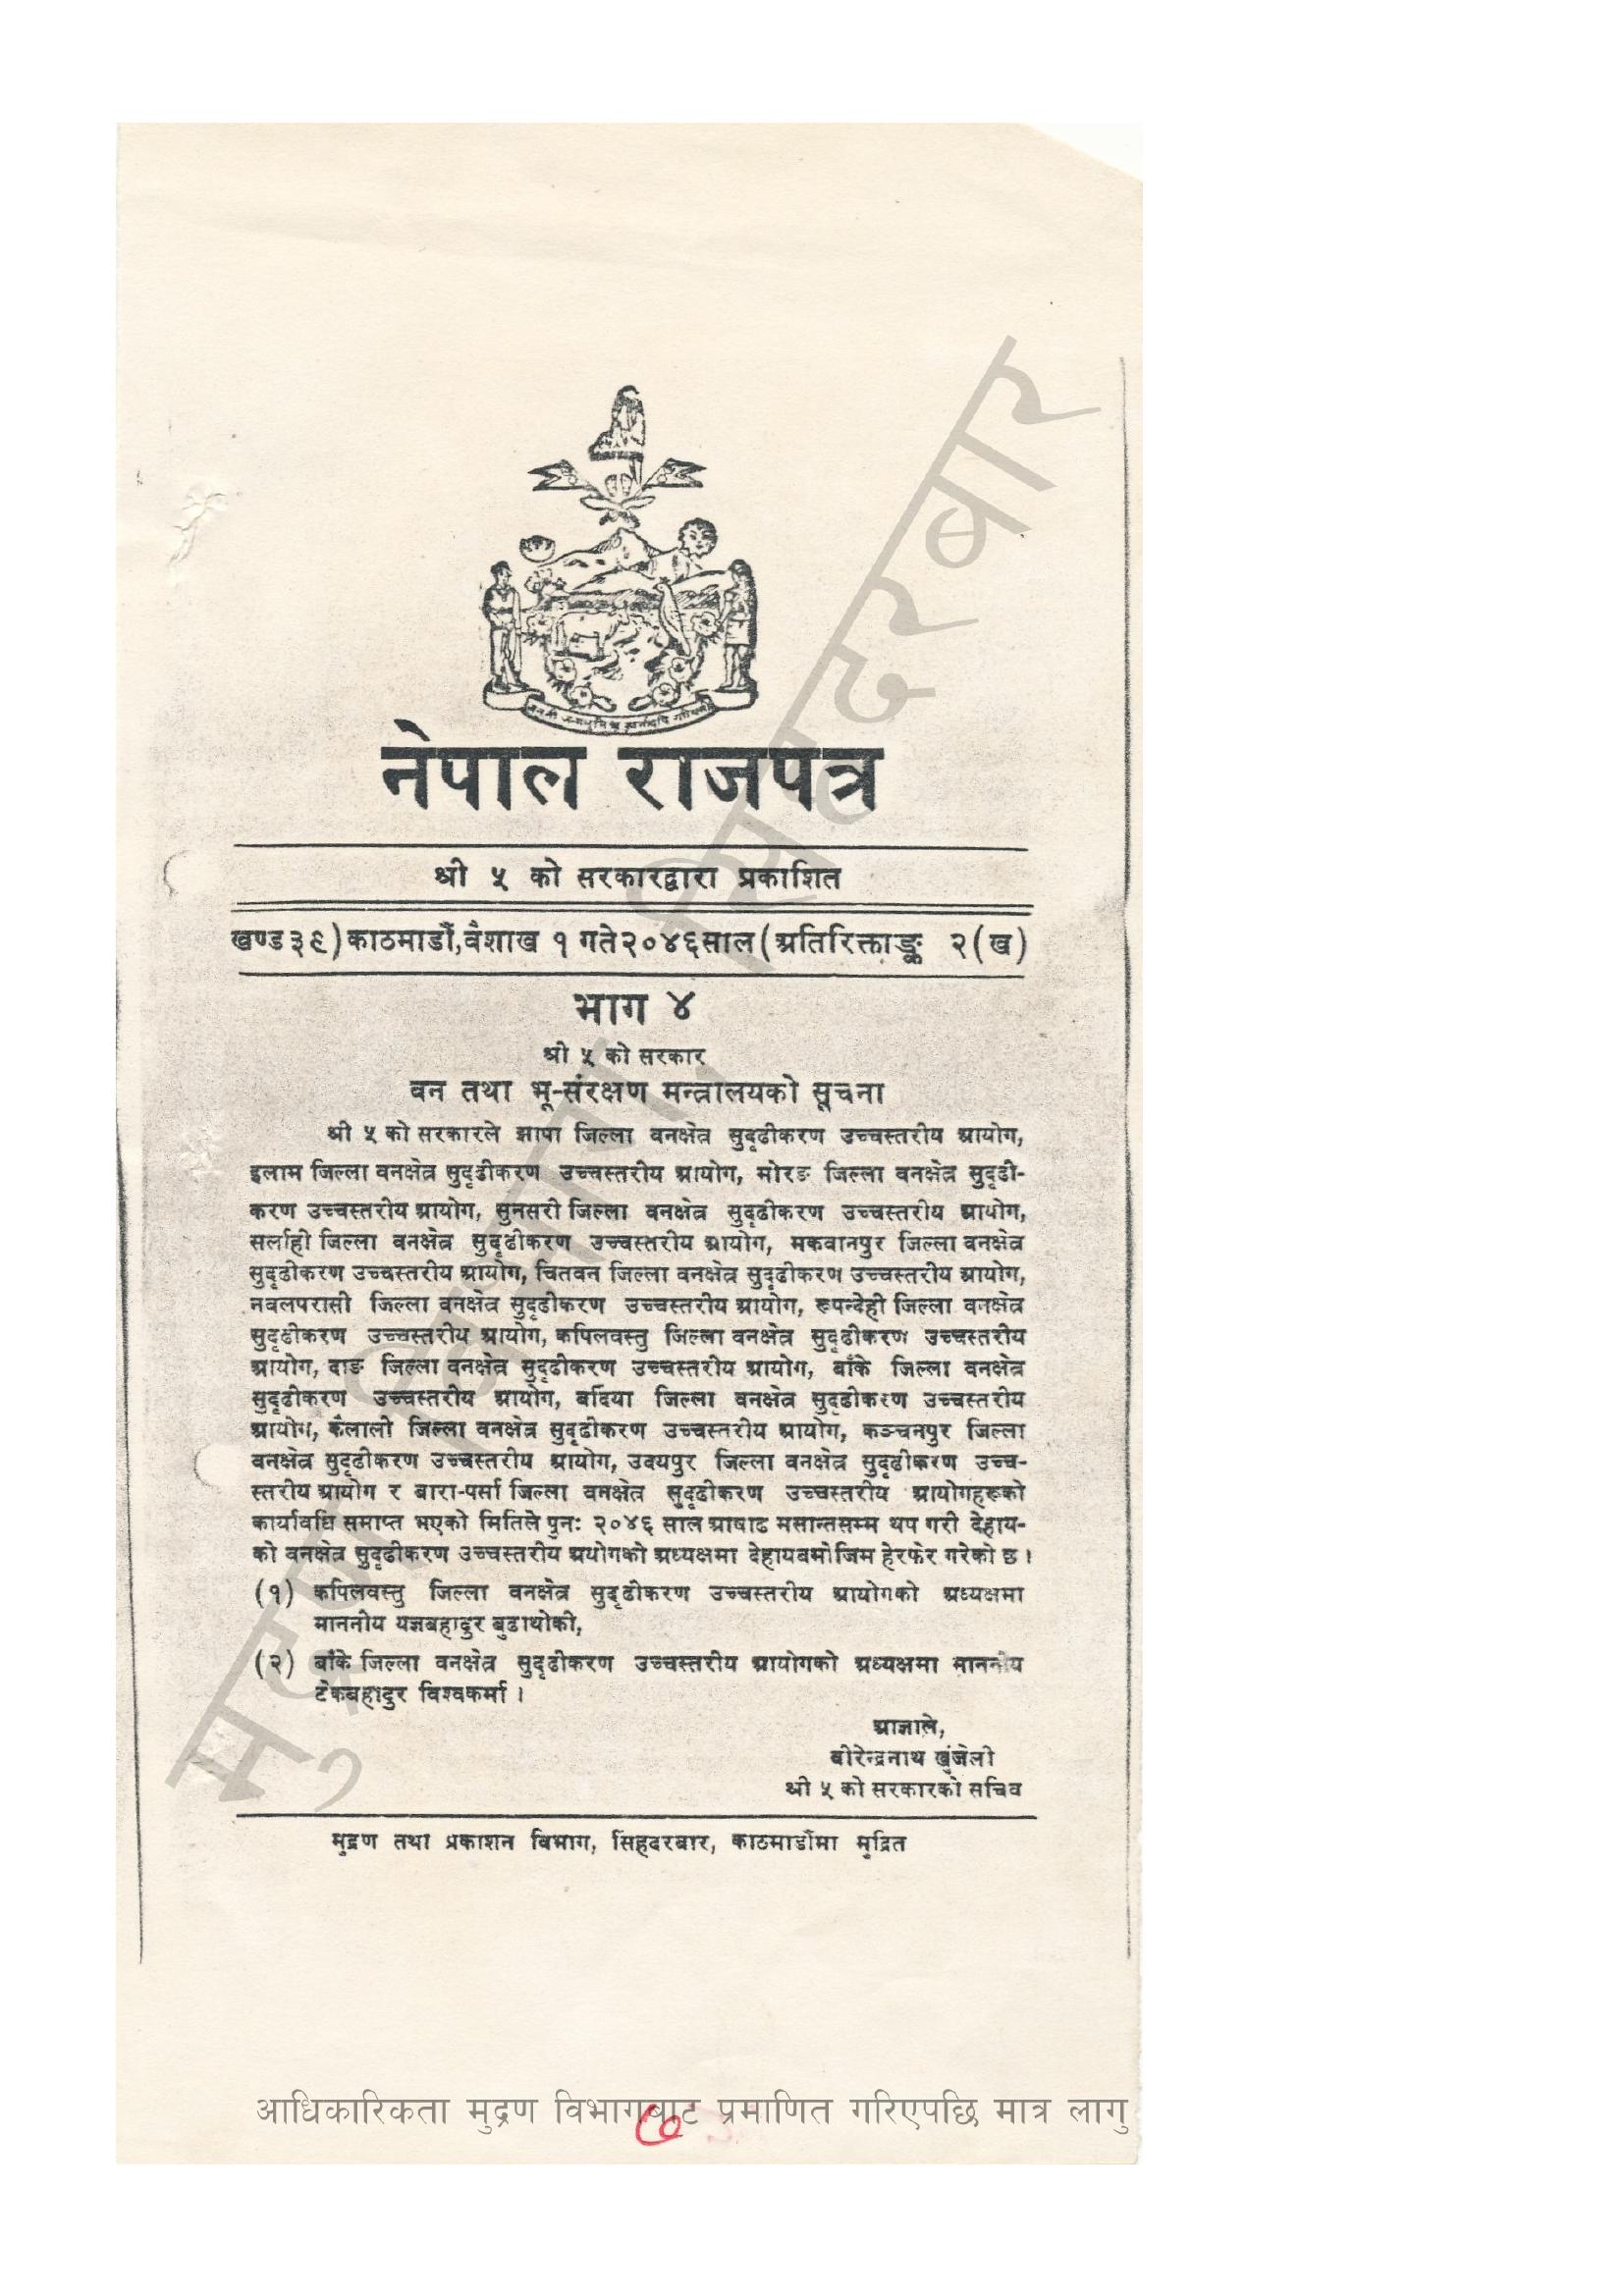 नेपाल राजपत्र
श्री ५ को सरकारद्वारा प्रकाशित
खण्ड ३९) काठमाडौं, वैशाख १ गते २०४६ साल (अतिरिक्ताङ्क २(ख)
भाग ४
श्री ५ को सरकार
वन तथा भू-संरक्षण मन्त्रालयको सूचना
श्री ५ को सरकारले झापा जिल्ला वनक्षेत्र सुदृढीकरण उच्चस्तरीय आयोग,
इलाम जिल्ला वनक्षेत्र सुदृढीकरण उच्चस्तरीय आयोग, मोरङ जिल्ला वनक्षेत्र सुदृढी-
करण उच्चस्तरीय आयोग, सुनसरी जिल्ला वनक्षेत्र सुदृढीकरण उच्चस्तरीय आयोग,
सर्लाही जिल्ला वनक्षेत्र सुदृढीकरण उच्चस्तरीय आयोग, मकवानपुर जिल्ला वनक्षेत्र
सुदृढीकरण उच्चस्तरीय आयोग, चितवन जिल्ला वनक्षेत्र सुदृढीकरण उच्चस्तरीय आयोग,
नवलपरासी जिल्ला वनक्षेत्र सुदृढीकरण उच्चस्तरीय आयोग, रूपन्देही जिल्ला वनक्षेत्र
सुदृढीकरण उच्चस्तरीय आयोग, कपिलवस्तु जिल्ला वनक्षेत्र सुदृढीकरण उच्चस्तरीय
आयोग, दाङ जिल्ला वनक्षेत्र सुदृढीकरण उच्चस्तरीय आयोग, बाँके जिल्ला वनक्षेत्र
सुदृढीकरण उच्चस्तरीय आयोग, बर्दिया जिल्ला वनक्षेत्र सुदृढीकरण उच्चस्तरीय
आयोग, कैलाली जिल्ला वनक्षेत्र सुदृढीकरण उच्चस्तरीय आयोग, कञ्चनपुर जिल्ला
वनक्षेत्र सुदृढीकरण उच्चस्तरीय आयोग, उदयपुर जिल्ला वनक्षेत्र सुदृढीकरण उच्च-
स्तरीय आयोग र बारा-पर्सा जिल्ला वनक्षेत्र सुदृढीकरण उच्चस्तरीय आयोगहरूको
कार्यावधि समाप्त भएको मितिले पुनः २०४६ साल आषाढ मसान्तसम्म थप गरी देहाय-
को वनक्षेत्र सुदृढीकरण उच्चस्तरीय अयोगको अध्यक्षमा देहायबमोजिम हेरफेर गरेको छ ।
(१) कपिलवस्तु जिल्ला वनक्षेत्र सुदृढीकरण उच्चस्तरीय आयोगको अध्यक्षमा
माननीय यज्ञबहादुर बुढाथोकी,
(२) बाँके जिल्ला वनक्षेत्र सुदृढीकरण उच्चस्तरीय आयोगको अध्यक्षमा माननीय
टेकबहादुर विश्वकर्मा ।
आज्ञाले,
बीरेन्द्रनाथ खुंजेली
श्री ५ को सरकारको सचिव
मुद्रण तथा प्रकाशन विभाग, सिंहदरबार, काठमाडौंमा मुद्रित
मुद्रण विभाग, सिंहदरबार
आधिकारिकता मुद्रण विभागबाट प्रमाणित गरिएपछि मात्र लागु